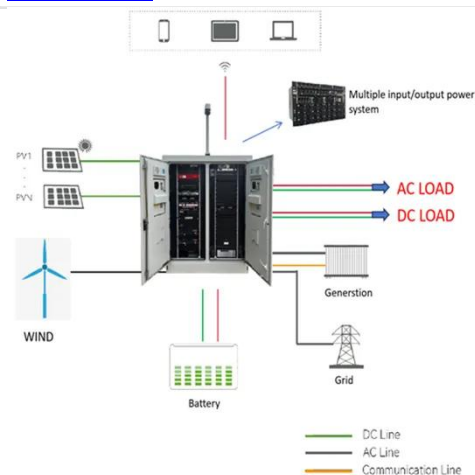 Multiple input/output power
system
PV1
PVN
AC LOAD
DC LOAD
WIND
Generstion
Grid
Battery
DC Line
AC Line
Communication Line